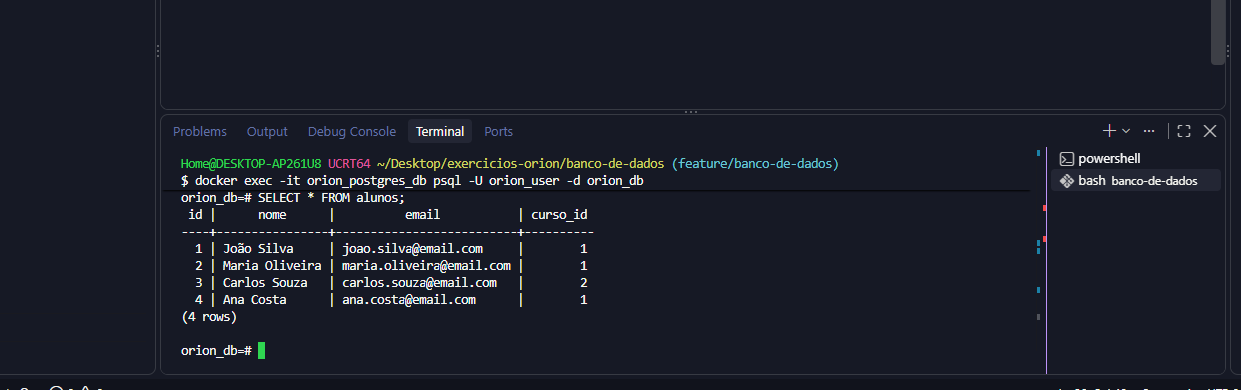 Problems Output Debug Console Terminal Ports
Home@DESKTOP-AP261U8 UCRT64 ~/Desktop/exercicios-orion/banco-de-dados (feature/banco-de-dados)
$ docker exec -it orion_postgres_db psql -U orion_user -d orion_db
orion_db=# SELECT * FROM alunos;
 id |      nome      |          email          | curso_id
----+----------------+-------------------------+----------
  1 | João Silva     | joao.silva@email.com    |        1
  2 | Maria Oliveira | maria.oliveira@email.com |        1
  3 | Carlos Souza   | carlos.souza@email.com  |        2
  4 | Ana Costa      | ana.costa@email.com     |        1
(4 rows)
orion_db=#
powershell
bash banco-de-dados